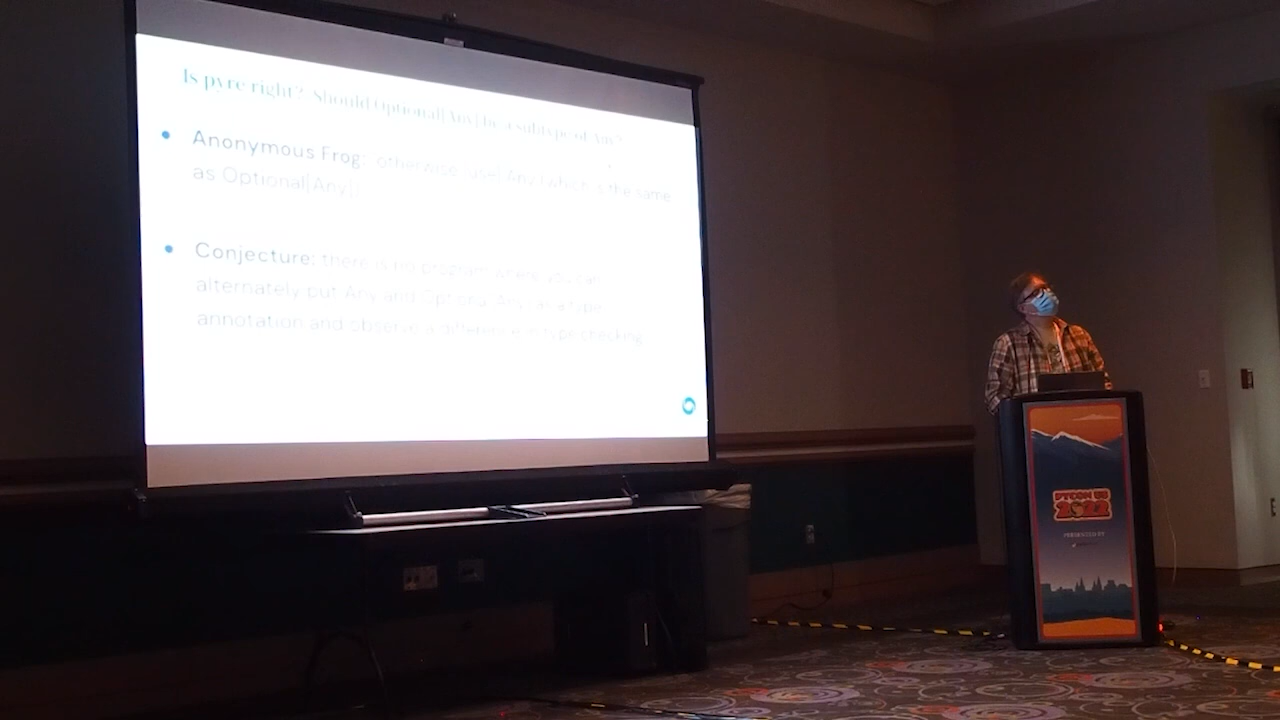 Is pyre right?: Should Optional[Any] be a subtype of Any?
Anonymous Frog: otherwise (use) Any (which is the same
as Optional[Any])
Conjecture: there is no program where you can
alternately put Any and Optional[Any] as a type
annotation and observe a difference in type checking
PYCON US
2022
PRESENTED BY